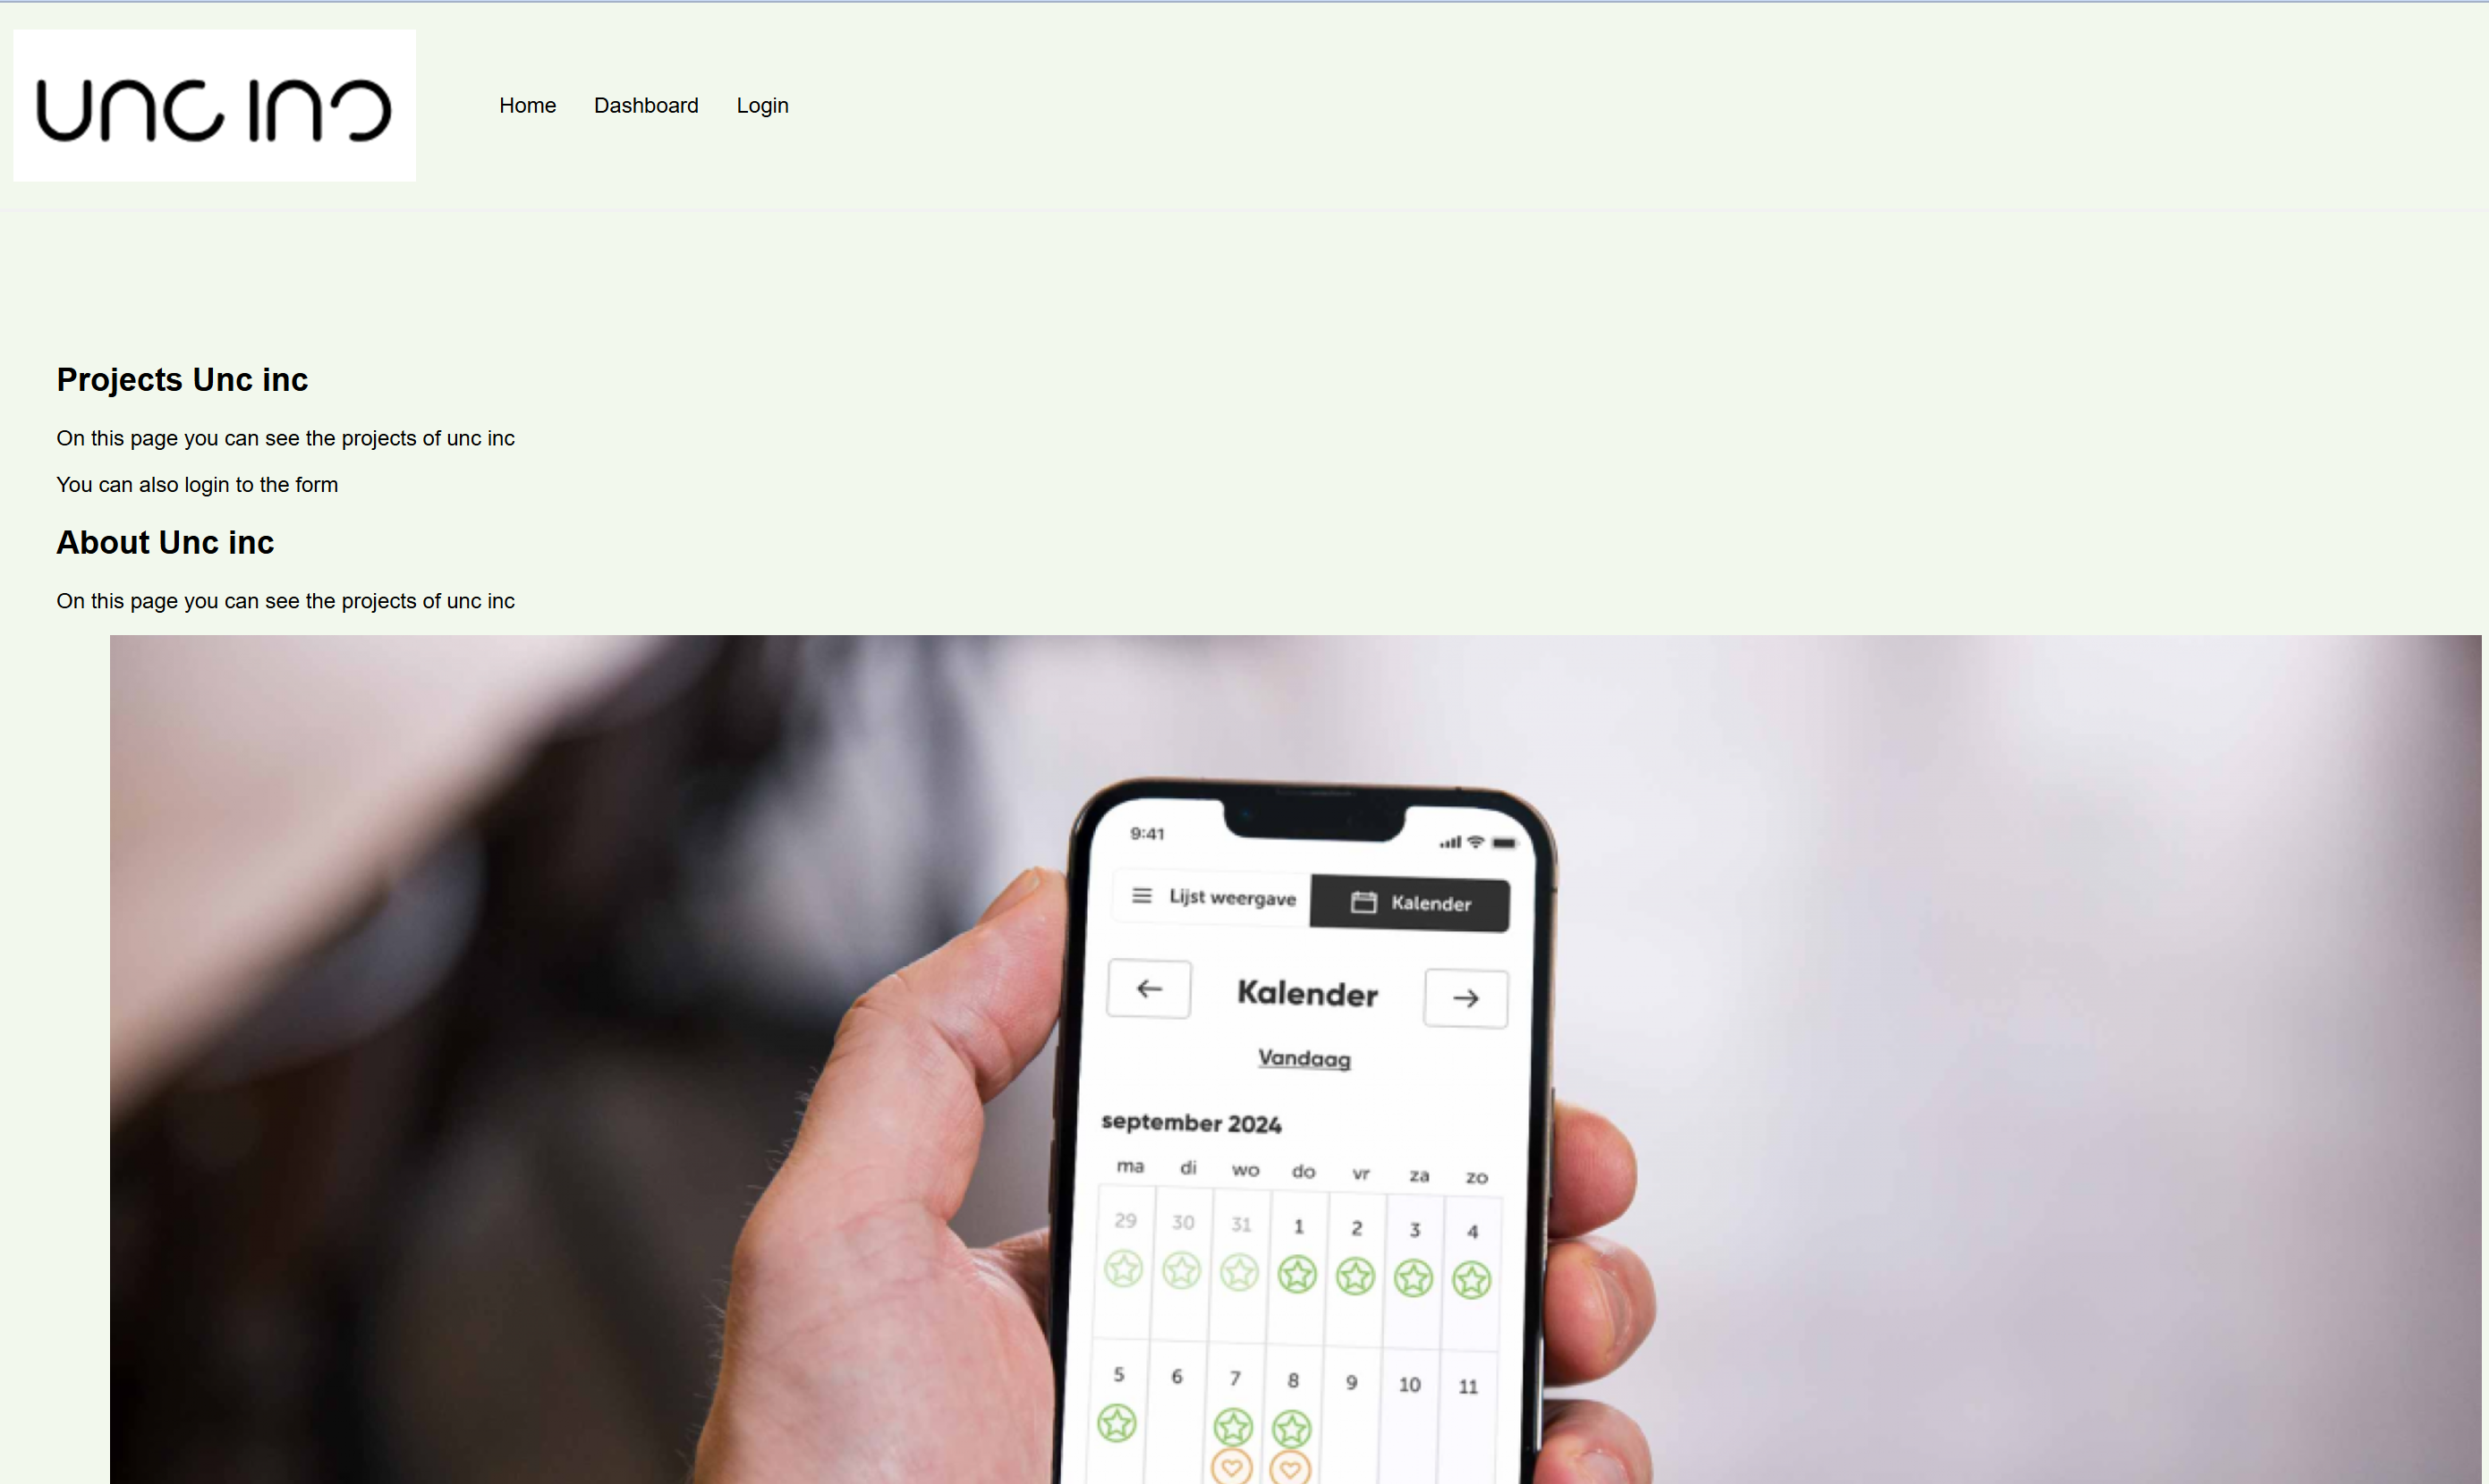 unc inc
Home Dashboard Login
Projects Unc inc
On this page you can see the projects of unc inc
You can also login to the form
About Unc inc
On this page you can see the projects of unc inc
9:41
Lijst weergave Kalender
Kalender
Vandaag
september 2024
ma di wo do vr za zo
29 30 31 1 2 3 4
5 6 7 8 9 10 11